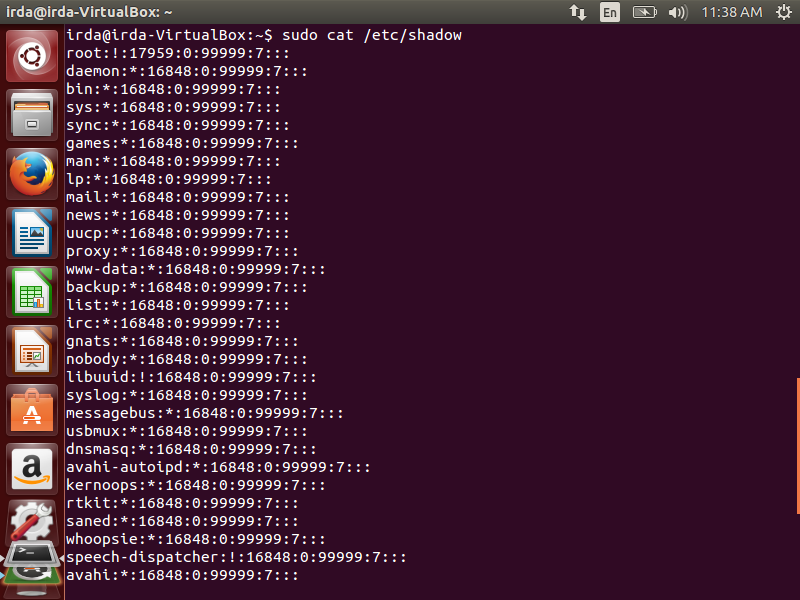 irda@irda-VirtualBox: ~
En
11:38 AM
irda@irda-VirtualBox:~$ sudo cat /etc/shadow
root:!:17959:0:99999:7:::
daemon:*:16848:0:99999:7:::
bin:*:16848:0:99999:7:::
sys:*:16848:0:99999:7:::
sync:*:16848:0:99999:7:::
games:*:16848:0:99999:7:::
man:*:16848:0:99999:7:::
lp:*:16848:0:99999:7:::
mail:*:16848:0:99999:7:::
news:*:16848:0:99999:7:::
uucp:*:16848:0:99999:7:::
proxy:*:16848:0:99999:7:::
www-data:*:16848:0:99999:7:::
backup:*:16848:0:99999:7:::
list:*:16848:0:99999:7:::
irc:*:16848:0:99999:7:::
gnats:*:16848:0:99999:7:::
nobody:*:16848:0:99999:7:::
libuuid:!:16848:0:99999:7:::
syslog:*:16848:0:99999:7:::
messagebus:*:16848:0:99999:7:::
usbmux:*:16848:0:99999:7:::
dnsmasq:*:16848:0:99999:7:::
avahi-autoipd:*:16848:0:99999:7:::
kernoops:*:16848:0:99999:7:::
rtkit:*:16848:0:99999:7:::
saned:*:16848:0:99999:7:::
whoopsie:*:16848:0:99999:7:::
speech-dispatcher:!:16848:0:99999:7:::
avahi:*:16848:0:99999:7:::